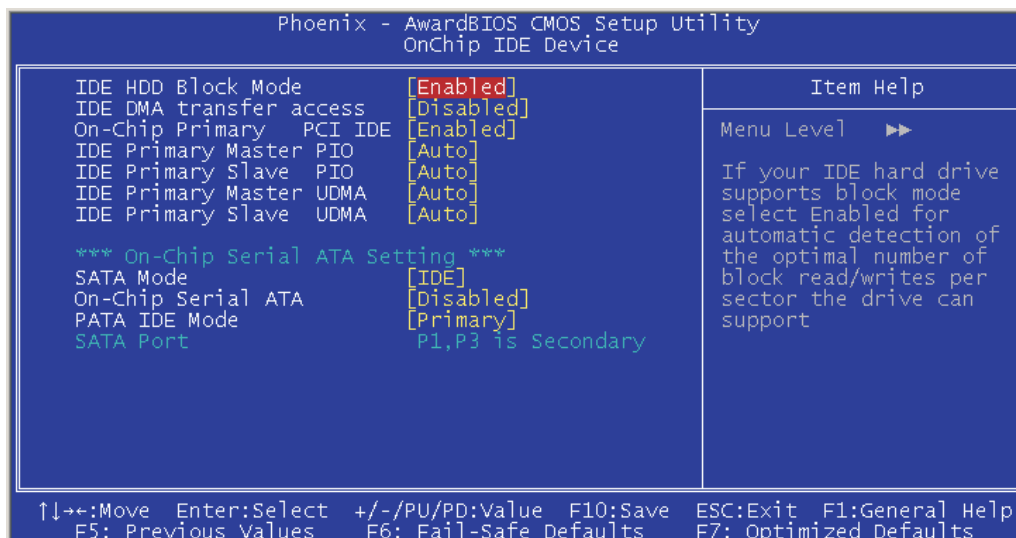 Phoenix - AwardBIOS CMOS Setup Utility
OnChip IDE Device
IDE HDD Block Mode [Enabled]
IDE DMA transfer access [Disabled]
On-Chip Primary PCI IDE [Enabled]
IDE Primary Master PIO [Auto]
IDE Primary Slave PIO [Auto]
IDE Primary Master UDMA [Auto]
IDE Primary Slave UDMA [Auto]
*** On-Chip Serial ATA Setting ***
SATA Mode [IDE]
On-Chip Serial ATA [Disabled]
PATA IDE Mode [Primary]
SATA Port P1,P3 is Secondary
Item Help
Menu Level ▶▶
If your IDE hard drive
supports block mode
select Enabled for
automatic detection of
the optimal number of
block read/writes per
sector the drive can
support
↑↓→←:Move Enter:Select +/-/PU/PD:Value F10:Save ESC:Exit F1:General Help
F5: Previous Values F6: Fail-Safe Defaults F7: Optimized Defaults